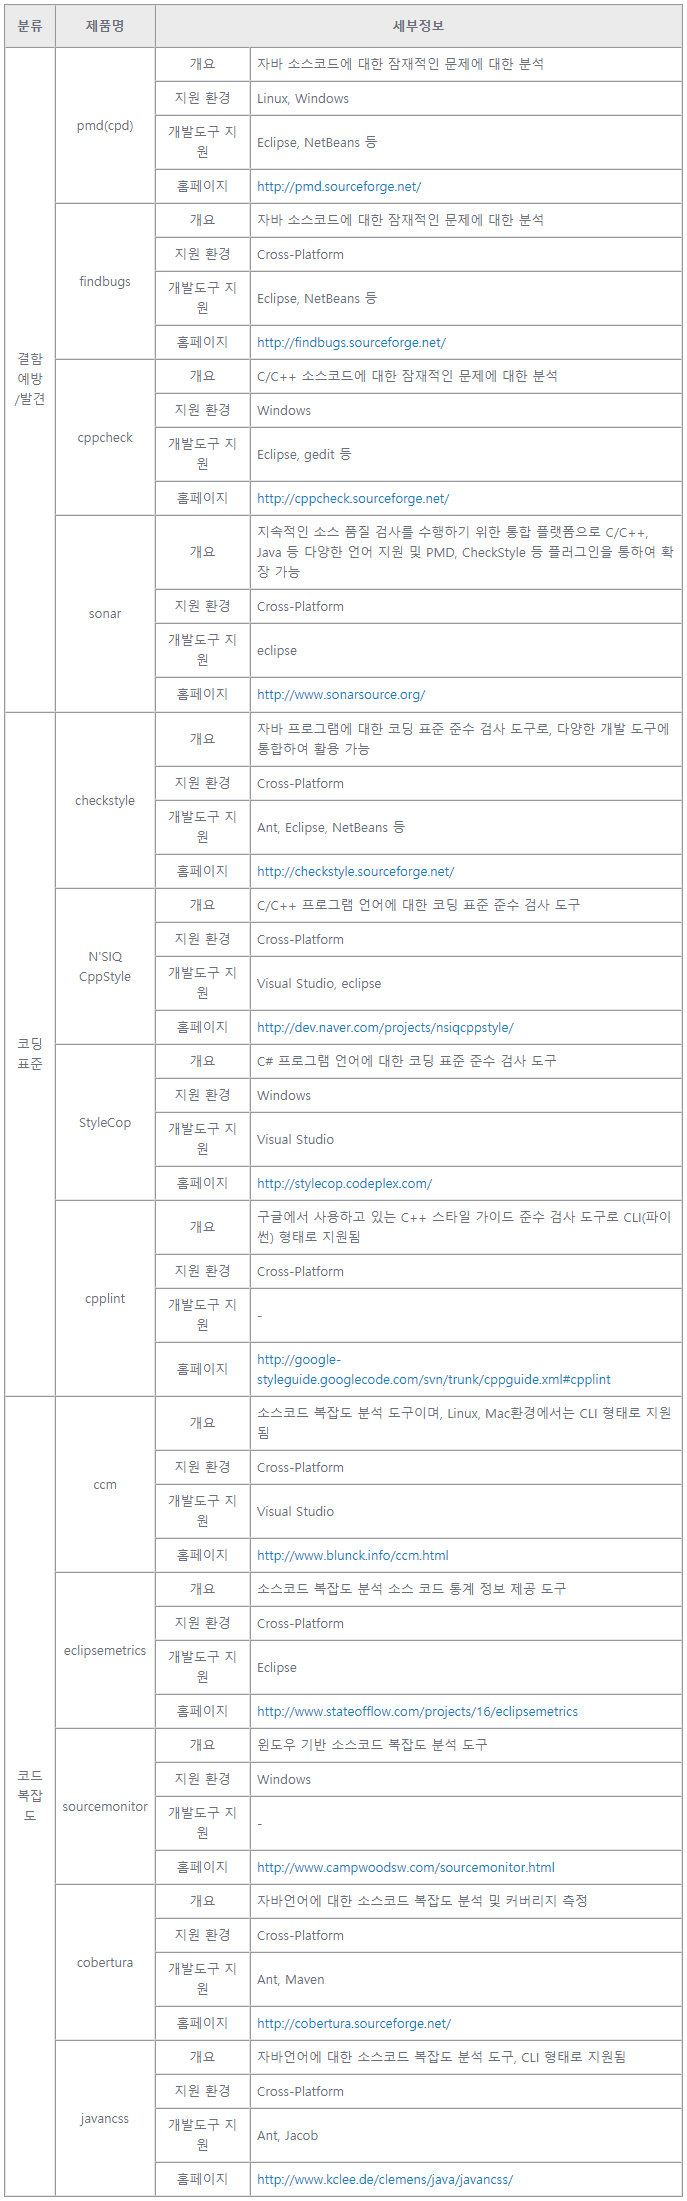 분류 제품명 세부정보
결함
예방
/발견
pmd(cpd)
개요 자바 소스코드에 대한 잠재적인 문제에 대한 분석
지원 환경 Linux, Windows
개발도구 지
원
Eclipse, NetBeans 등
홈페이지 http://pmd.sourceforge.net/
findbugs
개요 자바 소스코드에 대한 잠재적인 문제에 대한 분석
지원 환경 Cross-Platform
개발도구 지
원
Eclipse, NetBeans 등
홈페이지 http://findbugs.sourceforge.net/
cppcheck
개요 C/C++ 소스코드에 대한 잠재적인 문제에 대한 분석
지원 환경 Windows
개발도구 지
원
Eclipse, gedit 등
홈페이지 http://cppcheck.sourceforge.net/
sonar
개요
지속적인 소스 품질 검사를 수행하기 위한 통합 플랫폼으로 C/C++,
Java 등 다양한 언어 지원 및 PMD, CheckStyle 등 플러그인을 통하여 확
장 가능
지원 환경 Cross-Platform
개발도구 지
원
eclipse
홈페이지 http://www.sonarsource.org/
코딩
표준
checkstyle
개요
자바 프로그램에 대한 코딩 표준 준수 검사 도구로, 다양한 개발 도구에
통합하여 활용 가능
지원 환경 Cross-Platform
개발도구 지
원
Ant, Eclipse, NetBeans 등
홈페이지 http://checkstyle.sourceforge.net/
N'SIQ
CppStyle
개요 C/C++ 프로그램 언어에 대한 코딩 표준 준수 검사 도구
지원 환경 Cross-Platform
개발도구 지
원
Visual Studio, eclipse
홈페이지 http://dev.naver.com/projects/nsiqcppstyle/
StyleCop
개요 C# 프로그램 언어에 대한 코딩 표준 준수 검사 도구
지원 환경 Windows
개발도구 지
원
Visual Studio
홈페이지 http://stylecop.codeplex.com/
cpplint
개요
구글에서 사용하고 있는 C++ 스타일 가이드 준수 검사 도구로 CLI(파이
썬) 형태로 지원됨
지원 환경 Cross-Platform
개발도구 지
원
-
홈페이지
http://google-
styleguide.googlecode.com/svn/trunk/cppguide.xml#cpplint
코드
복잡
도
ccm
개요
소스코드 복잡도 분석 도구이며, Linux, Mac환경에서는 CLI 형태로 지원
됨
지원 환경 Cross-Platform
개발도구 지
원
Visual Studio
홈페이지 http://www.blunck.info/ccm.html
eclipsemetrics
개요 소스코드 복잡도 분석 소스 코드 통계 정보 제공 도구
지원 환경 Cross-Platform
개발도구 지
원
Eclipse
홈페이지 http://www.stateofflow.com/projects/16/eclipsemetrics
sourcemonitor
개요 윈도우 기반 소스코드 복잡도 분석 도구
지원 환경 Windows
개발도구 지
원
-
홈페이지 http://www.campwoodsw.com/sourcemonitor.html
cobertura
개요 자바언어에 대한 소스코드 복잡도 분석 및 커버리지 측정
지원 환경 Cross-Platform
개발도구 지
원
Ant, Maven
홈페이지 http://cobertura.sourceforge.net/
javancss
개요 자바언어에 대한 소스코드 복잡도 분석 도구, CLI 형태로 지원됨
지원 환경 Cross-Platform
개발도구 지
원
Ant, Jacob
홈페이지 http://www.kclee.de/clemens/java/javancss/